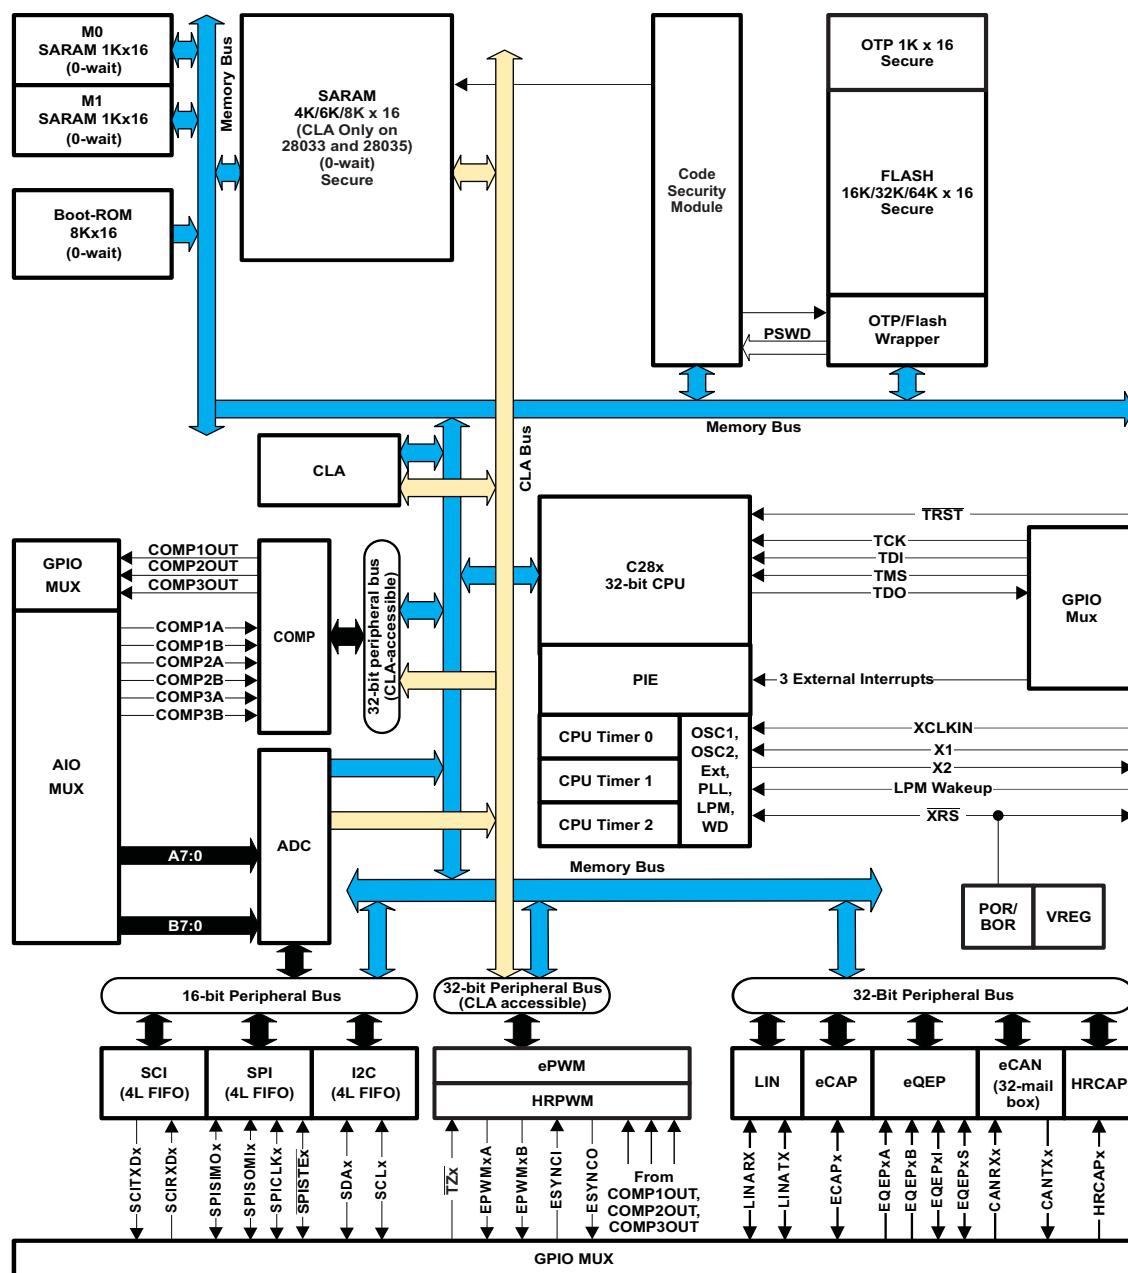 M0
SARAM 1Kx16
(0-wait)
M1
SARAM 1Kx16
(0-wait)
Boot-ROM
8Kx16
(0-wait)
Memory Bus
SARAM
4K/6K/8K x 16
(CLA Only on
28033 and 28035)
(0-wait)
Secure
Code
Security
Module
OTP 1K x 16
Secure
FLASH
16K/32K/64K x 16
Secure
OTP/Flash
Wrapper
PSWD
Memory Bus
CLA Bus
CLA
GPIO
MUX
COMP1OUT
COMP2OUT
COMP3OUT
AIO
MUX
COMP1A
COMP1B
COMP2A
COMP2B
COMP3A
COMP3B
COMP
32-bit peripheral bus
(CLA-accessible)
A7:0
B7:0
ADC
C28x
32-bit CPU
PIE
CPU Timer 0
CPU Timer 1
CPU Timer 2
OSC1,
OSC2,
Ext,
PLL,
LPM,
WD
TRST
TCK
TDI
TMS
TDO
GPIO
Mux
3 External Interrupts
XCLKIN
X1
X2
LPM Wakeup
XRS
POR/
BOR
VREG
Memory Bus
16-bit Peripheral Bus
32-bit Peripheral Bus
(CLA accessible)
32-Bit Peripheral Bus
SCI
(4L FIFO)
SPI
(4L FIFO)
I2C
(4L FIFO)
ePWM
HRPWM
LIN
eCAP
eQEP
eCAN
(32-mail
box)
HRCAP
SCITXDx
SCIRXDx
SPISIMOx
SPISOMIx
SPICLKx
SPISTEx
SDAx
SCLx
TZx
EPWMxA
EPWMxB
ESYNCI
ESYNCO
From
COMP1OUT,
COMP2OUT,
COMP3OUT
LINARX
LINATX
ECAPx
EQEPxA
EQEPxB
EQEPxI
EQEPxS
CANRXx
CANTXx
HRCAPx
GPIO MUX